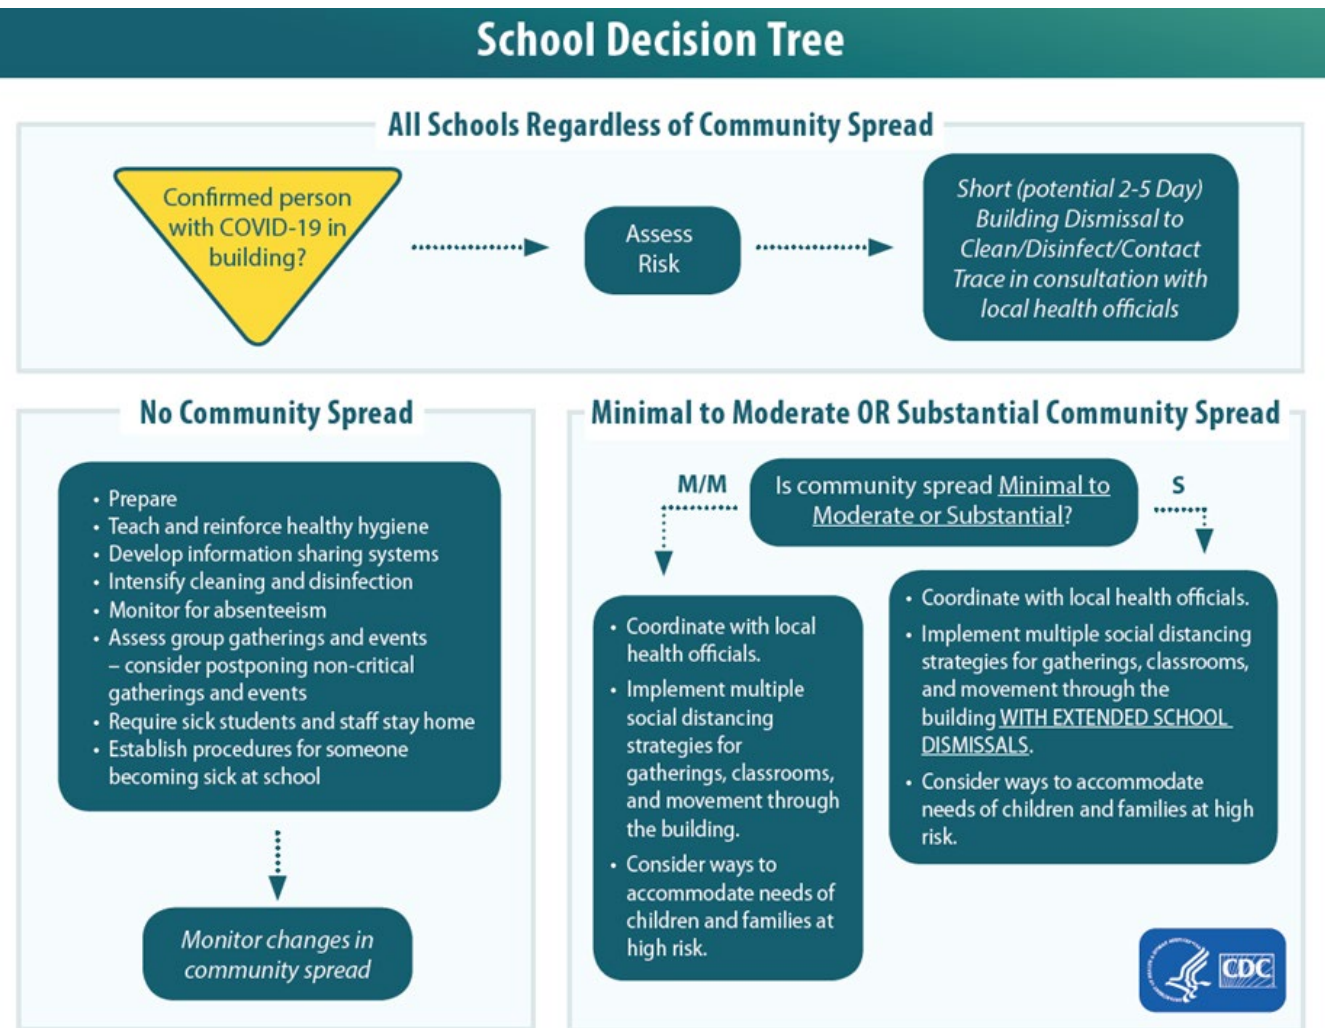 School Decision Tree
All Schools Regardless of Community Spread
Confirmed person
with COVID-19 in
building?
Assess
Risk
Short (potential 2-5 Day)
Building Dismissal to
Clean/Disinfect/Contact
Trace in consultation with
local health officials
No Community Spread
• Prepare
• Teach and reinforce healthy hygiene
• Develop information sharing systems
• Intensify cleaning and disinfection
• Monitor for absenteeism
• Assess group gatherings and events
– consider postponing non-critical
gatherings and events
• Require sick students and staff stay home
• Establish procedures for someone
becoming sick at school
Monitor changes in
community spread
Minimal to Moderate OR Substantial Community Spread
M/M
Is community spread Minimal to
Moderate or Substantial?
S
• Coordinate with local
health officials.
• Implement multiple
social distancing
strategies for
gatherings, classrooms,
and movement through
the building.
• Consider ways to
accommodate needs of
children and families at
high risk.
• Coordinate with local health officials.
• Implement multiple social distancing
strategies for gatherings, classrooms,
and movement through the
building WITH EXTENDED SCHOOL
DISMISSALS.
• Consider ways to accommodate
needs of children and families at high
risk.
CDC